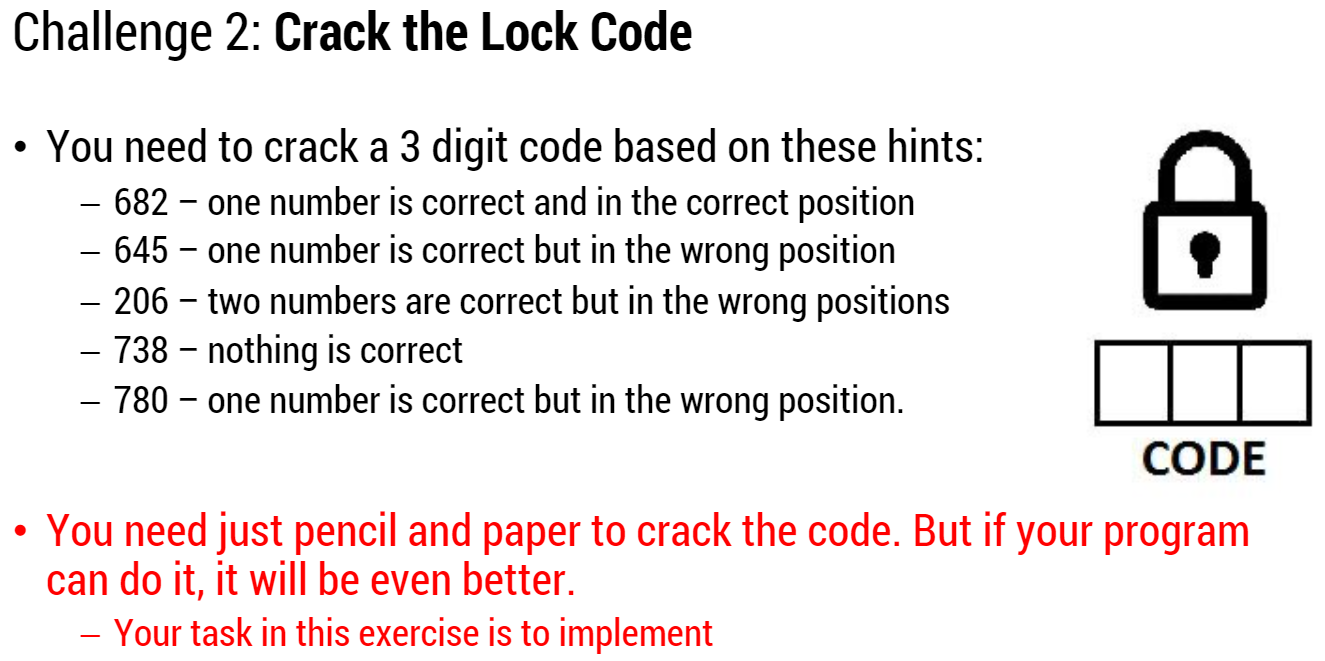 Challenge 2: Crack the Lock Code
• You need to crack a 3 digit code based on these hints:
– 682 – one number is correct and in the correct position
– 645 – one number is correct but in the wrong position
– 206 – two numbers are correct but in the wrong positions
– 738 – nothing is correct
– 780 – one number is correct but in the wrong position.
CODE
• You need just pencil and paper to crack the code. But if your program
can do it, it will be even better.
– Your task in this exercise is to implement